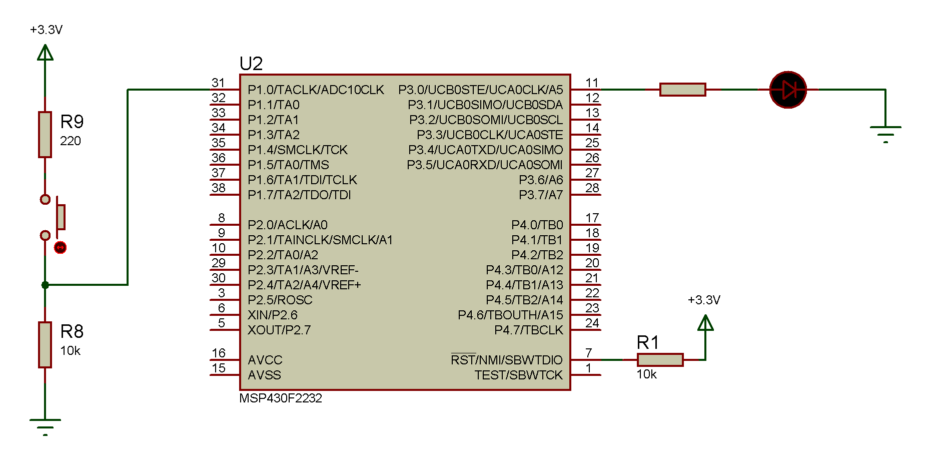 +3.3V
R9
220
R8
10k
U2
31 P1.0/TACLK/ADC10CLK P3.0/UCB0STE/UCA0CLK/A5 11
32 P1.1/TA0 P3.1/UCB0SIMO/UCB0SDA 12
33 P1.2/TA1 P3.2/UCB0SOMI/UCB0SCL 13
34 P1.3/TA2 P3.3/UCB0CLK/UCA0STE 14
35 P1.4/SMCLK/TCK P3.4/UCA0TXD/UCA0SIMO 25
36 P1.5/TA0/TMS P3.5/UCA0RXD/UCA0SOMI 26
37 P1.6/TA1/TDI/TCLK P3.6/A6 27
38 P1.7/TA2/TDO/TDI P3.7/A7 28
8 P2.0/ACLK/A0 P4.0/TB0 17
9 P2.1/TAINCLK/SMCLK/A1 P4.1/TB1 18
10 P2.2/TA0/A2 P4.2/TB2 19
29 P2.3/TA1/A3/VREF- P4.3/TB0/A12 20
30 P2.4/TA2/A4/VREF+ P4.4/TB1/A13 21
3 P2.5/ROSC P4.5/TB2/A14 22
6 XIN/P2.6 P4.6/TBOUTH/A15 23
5 XOUT/P2.7 P4.7/TBCLK 24
16 AVCC RST/NMI/SBWTDIO 7
15 AVSS TEST/SBWTCK 1
MSP430F2232
+3.3V
R1
10k